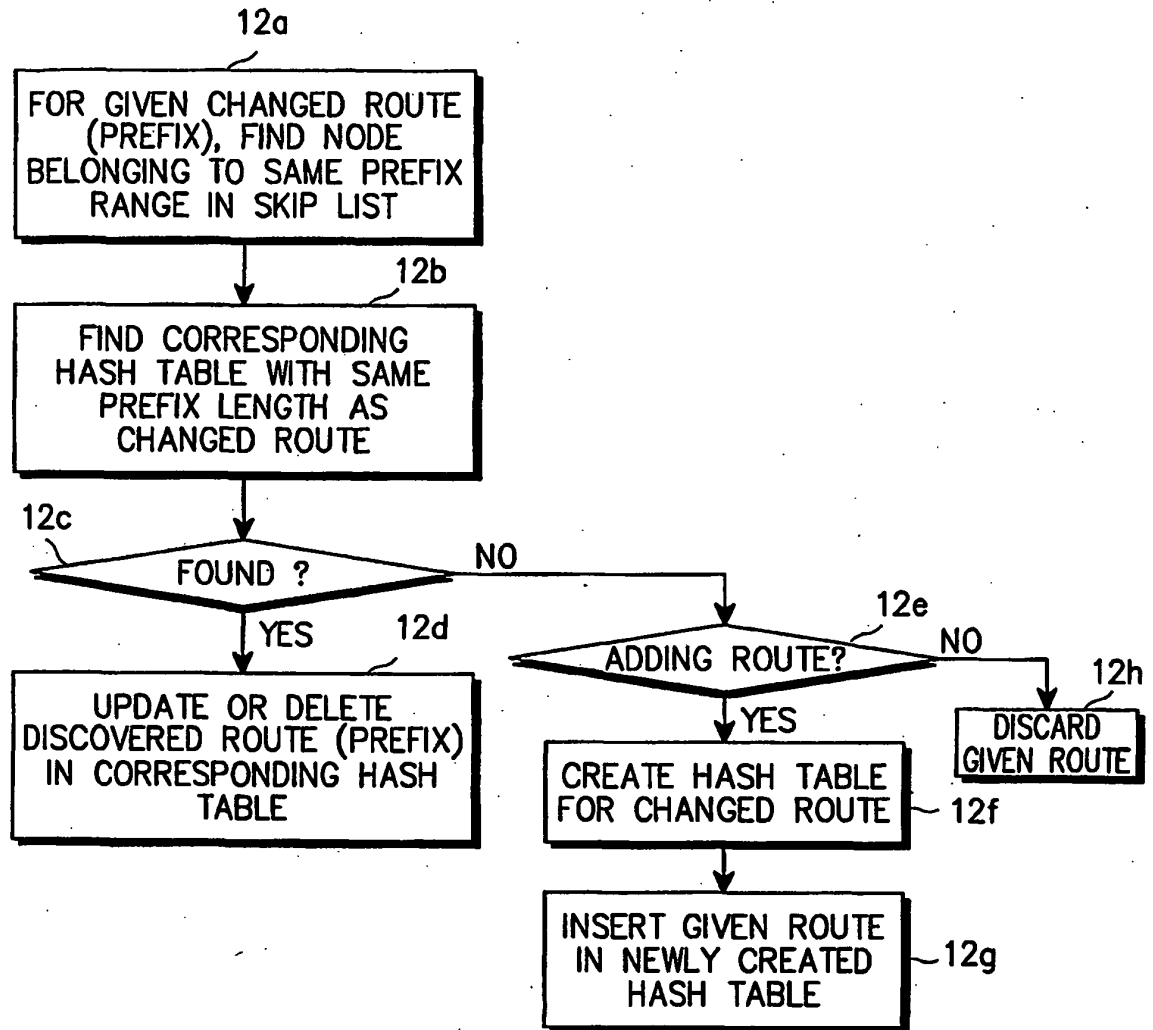 12a
FOR GIVEN CHANGED ROUTE
(PREFIX), FIND NODE
BELONGING TO SAME PREFIX
RANGE IN SKIP LIST
12b
FIND CORRESPONDING
HASH TABLE WITH SAME
PREFIX LENGTH AS
CHANGED ROUTE
12c
FOUND ?
NO
YES
12d
UPDATE OR DELETE
DISCOVERED ROUTE (PREFIX)
IN CORRESPONDING HASH
TABLE
12e
ADDING ROUTE?
NO
YES
12h
DISCARD
GIVEN ROUTE
CREATE HASH TABLE
FOR CHANGED ROUTE
12f
INSERT GIVEN ROUTE
IN NEWLY CREATED
HASH TABLE
12g